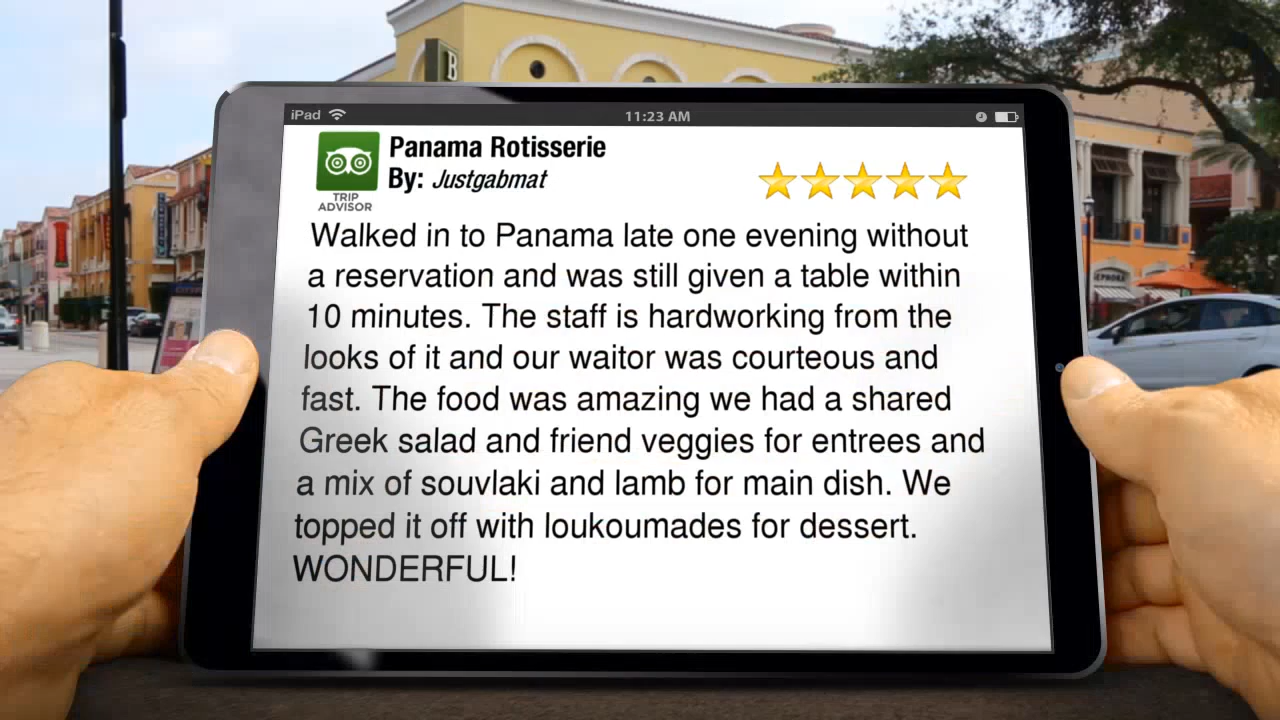 B
iPad
11:23 AM
Panama Rotisserie
By: Justgabmat
TRIP
ADVISOR
Walked in to Panama late one evening without
a reservation and was still given a table within
10 minutes. The staff is hardworking from the
looks of it and our waitor was courteous and
fast. The food was amazing we had a shared
Greek salad and friend veggies for entrees and
a mix of souvlaki and lamb for main dish. We
topped it off with loukoumades for dessert.
WONDERFUL!
SEPHORA